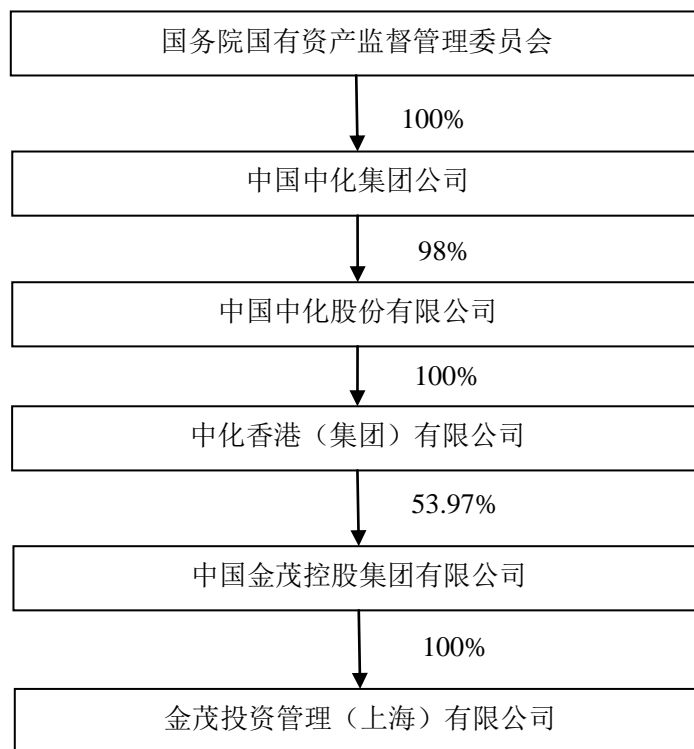 国务院国有资产监督管理委员会
100%
中国中化集团公司
98%
中国中化股份有限公司
100%
中化香港（集团）有限公司
53.97%
中国金茂控股集团有限公司
100%
金茂投资管理（上海）有限公司